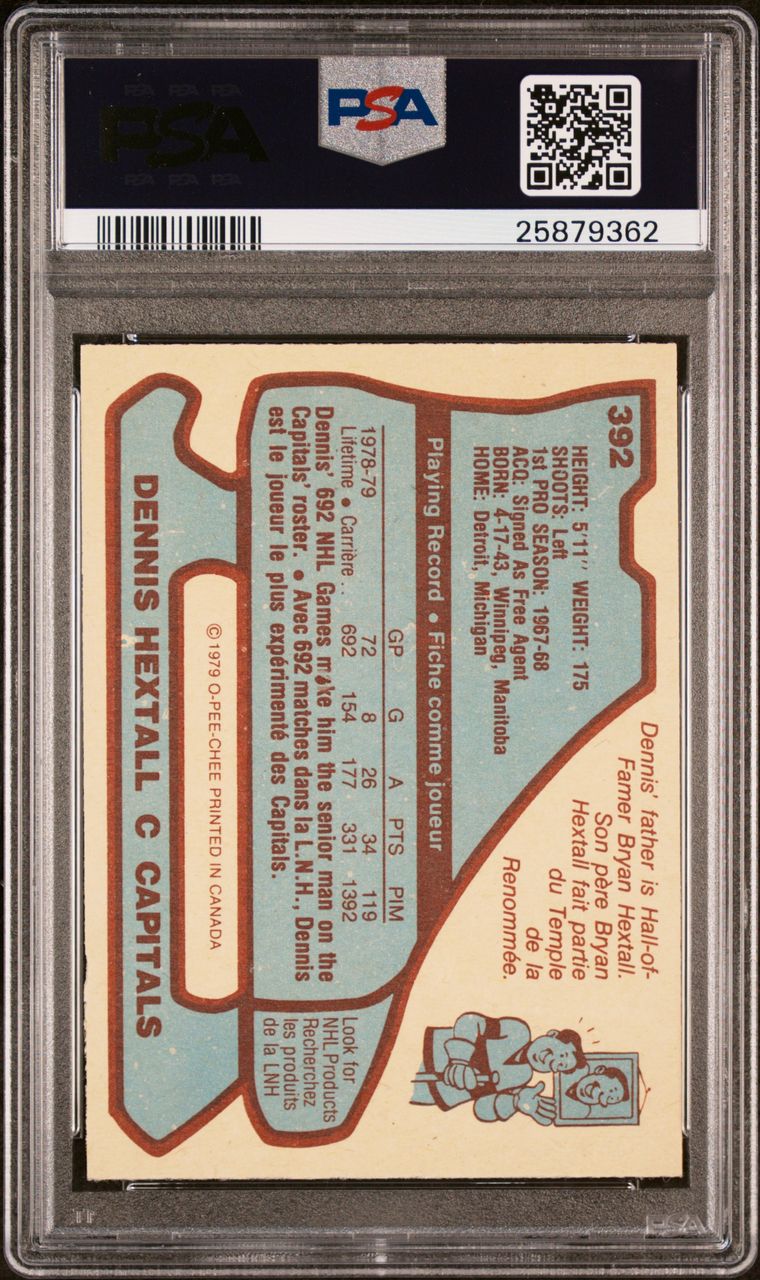 PSA
PSA
25879362
392
HEIGHT: 5'11" WEIGHT: 175
SHOOTS: Left
1st PRO SEASON: 1967-68
ACQ: Signed As Free Agent
BORN: 4-17-43, Winnipeg, Manitoba
HOME: Detroit, Michigan
Dennis' father is Hall-of-
Famer Bryan Hextall.
Son père Bryan
Hextall fait partie
du Temple
de la
Renommée.
Playing Record • Fiche comme joueur
GP G A PTS PIM
1978-79 72 8 26 34 119
Lifetime • Carrière . . 692 154 177 331 1392
Dennis' 692 NHL Games make him the senior man on the
Capitals' roster. • Avec 692 matches dans la L.N.H., Dennis
est le joueur le plus expérimenté des Capitals.
Look for
NHL Products
Recherchez
les produits
de la LNH
© 1979 O-PEE-CHEE PRINTED IN CANADA
DENNIS HEXTALL C CAPITALS
PSA